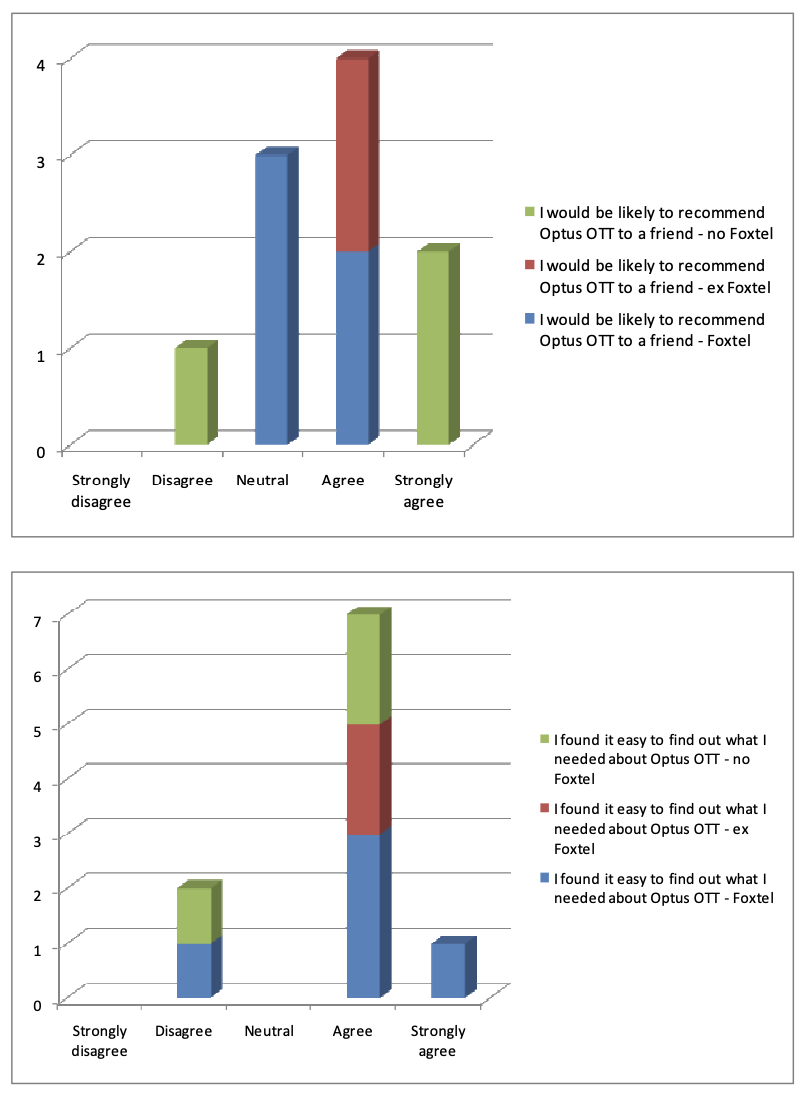 4
3
2
1
0
Strongly disagree
Disagree
Neutral
Agree
Strongly agree
I would be likely to recommend
Optus OTT to a friend - no Foxtel
I would be likely to recommend
Optus OTT to a friend - ex Foxtel
I would be likely to recommend
Optus OTT to a friend - Foxtel
7
6
5
4
3
2
1
0
Strongly disagree
Disagree
Neutral
Agree
Strongly agree
I found it easy to find out what I
needed about Optus OTT - no
Foxtel
I found it easy to find out what I
needed about Optus OTT - ex
Foxtel
I found it easy to find out what I
needed about Optus OTT - Foxtel